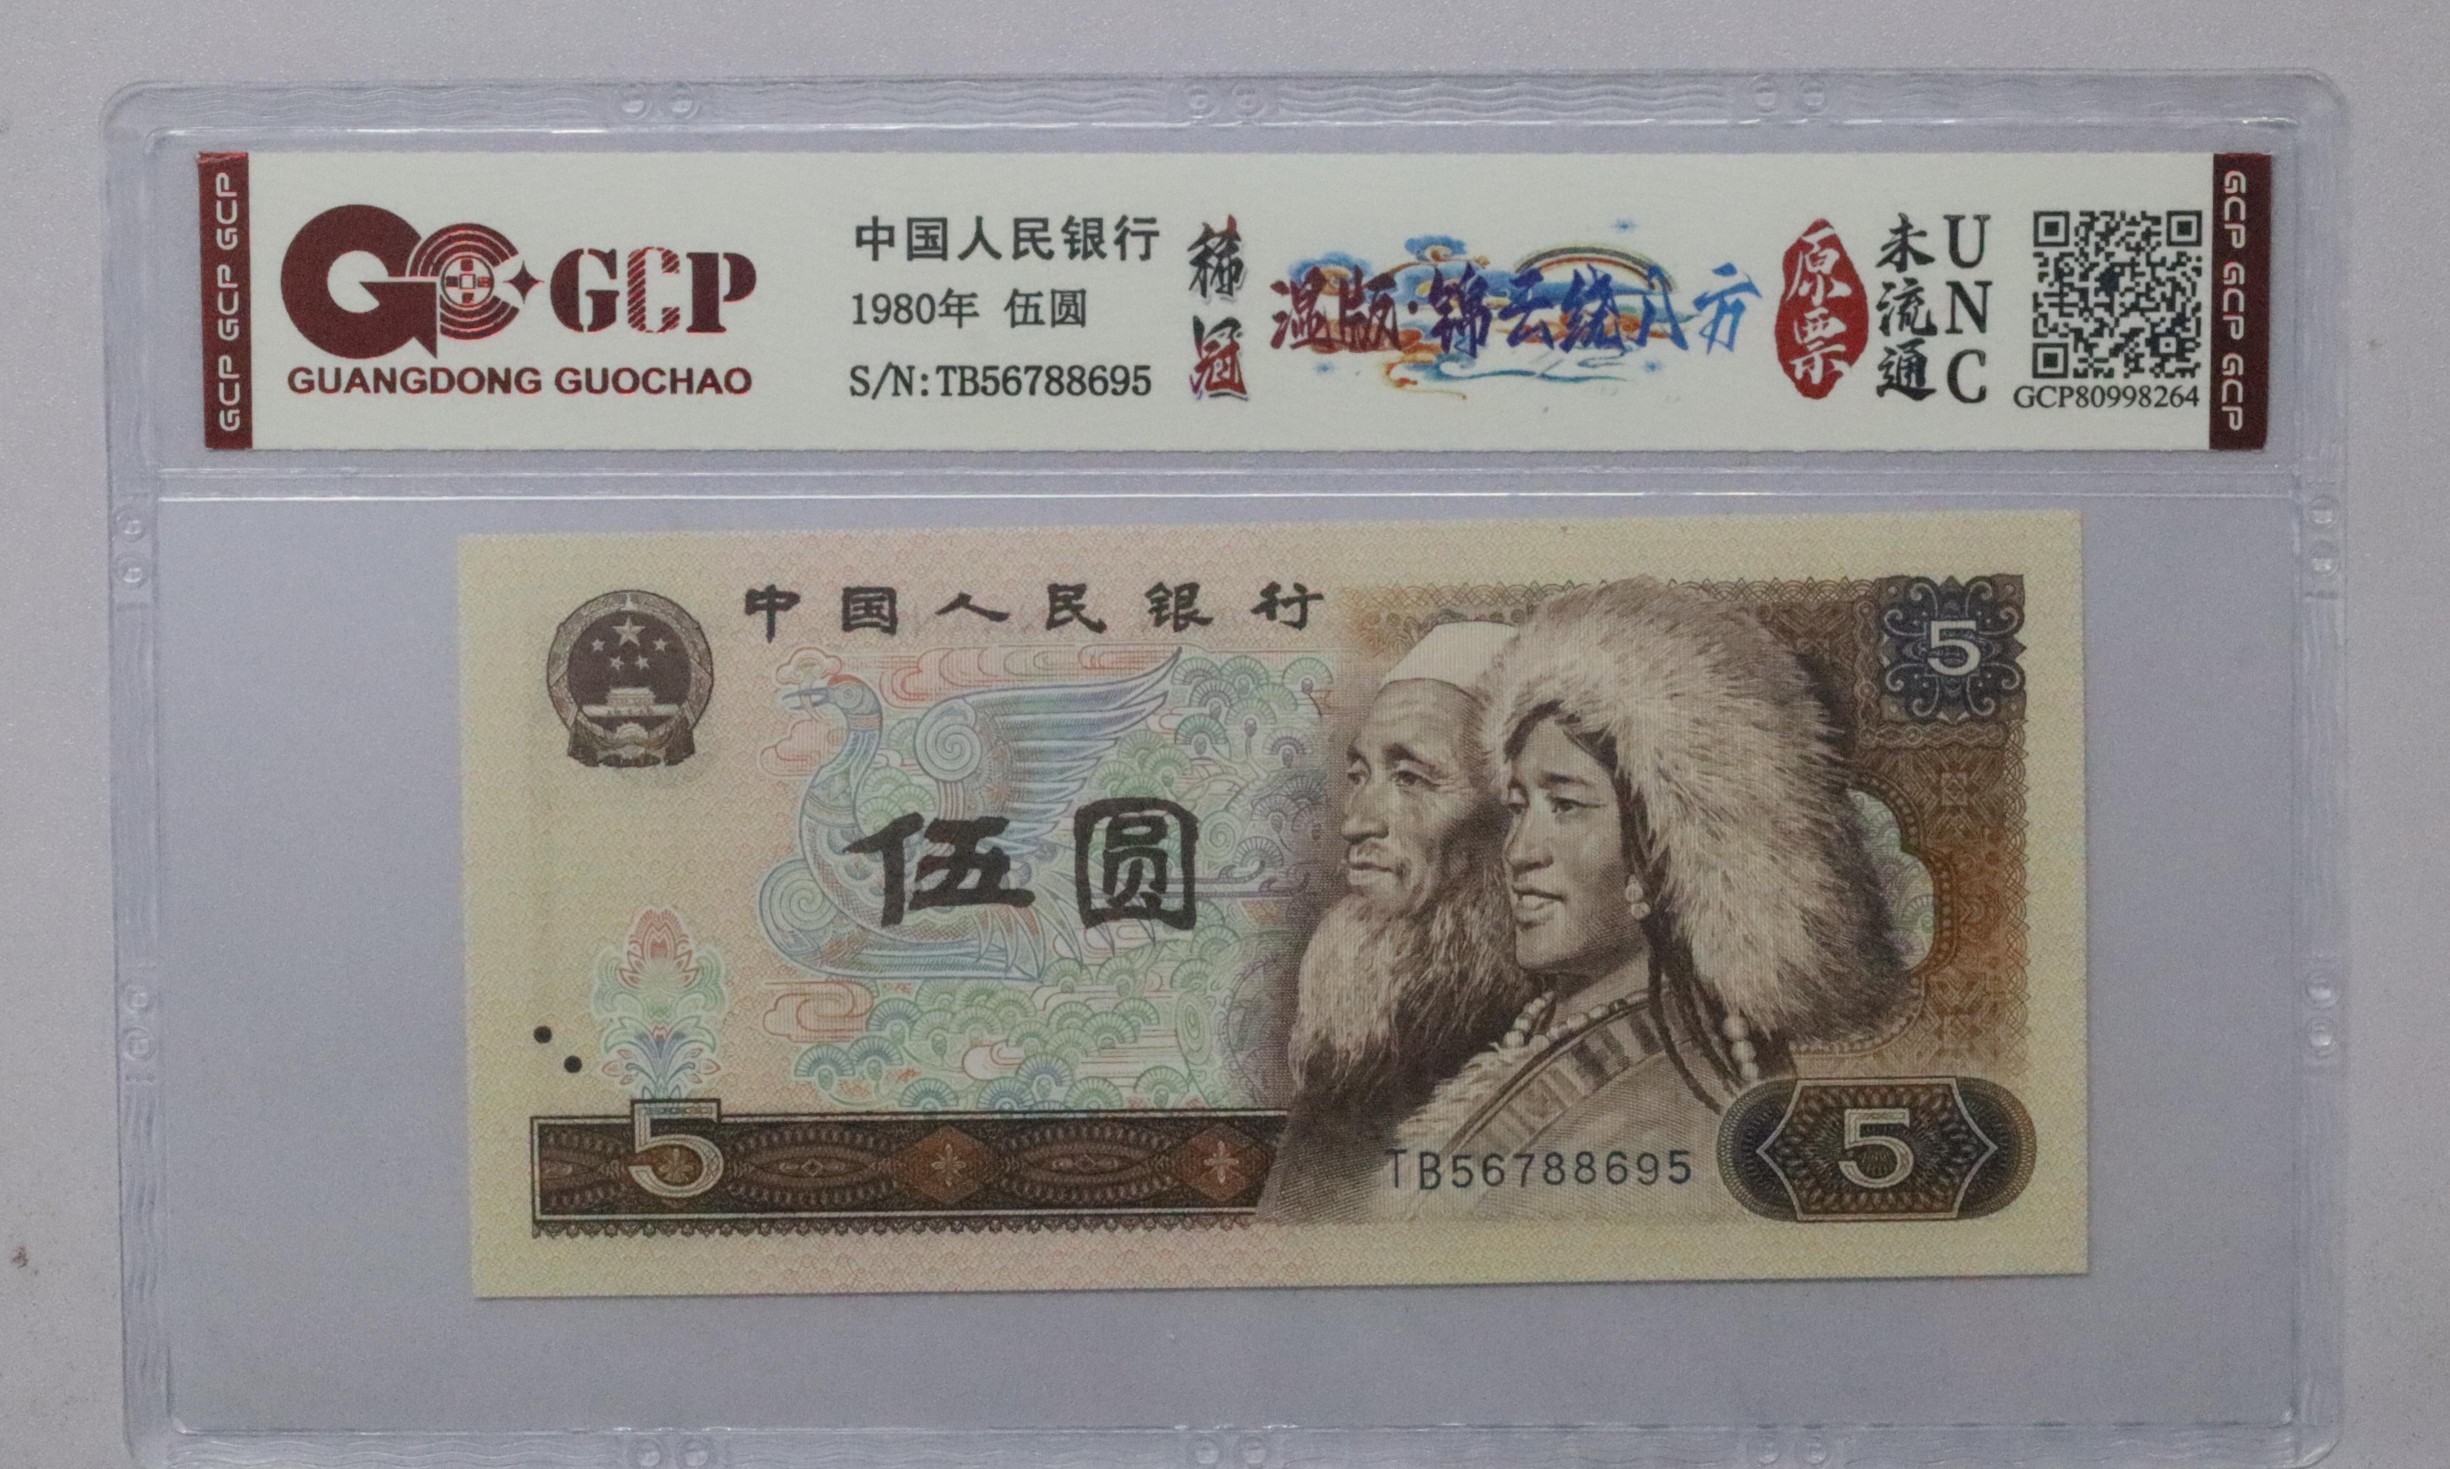 GCP GCP GCP
GCP
GUANGDONG GUOCHAO
中国人民银行
1980年 伍圆
S/N:TB56788695
稀冠
温版·锦云绕八方
原票
未流通
UNC
GCP80998264
GCP GCP GCP
中国人民银行
5
伍圆
5
TB56788695
5